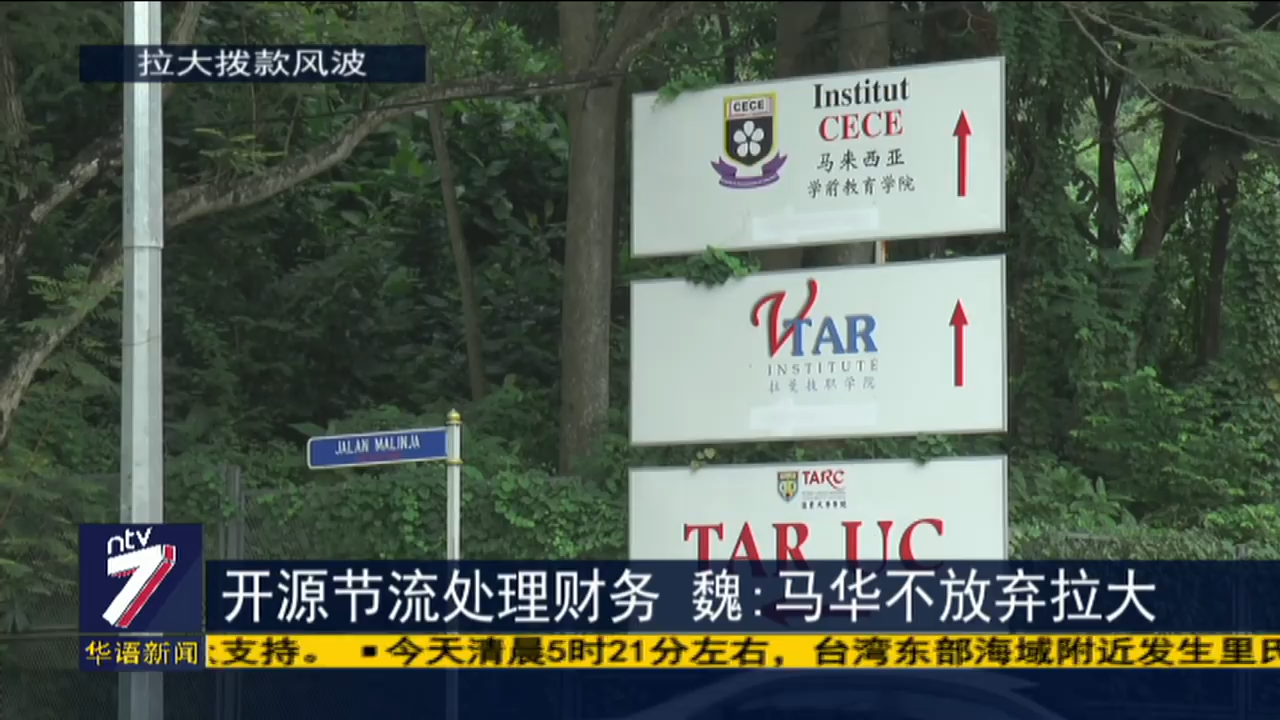 拉大拨款风波
CECE
Institut
CECE
马来西亚
学前教育学院
VTAR
INSTITUTE
拉曼技职学院
JALAN MALINJA
TARC
TAR UC
ntv
7
开源节流处理财务 魏:马华不放弃拉大
华语新闻
支持。 ▪今天清晨5时21分左右，台湾东部海域附近发生里氏